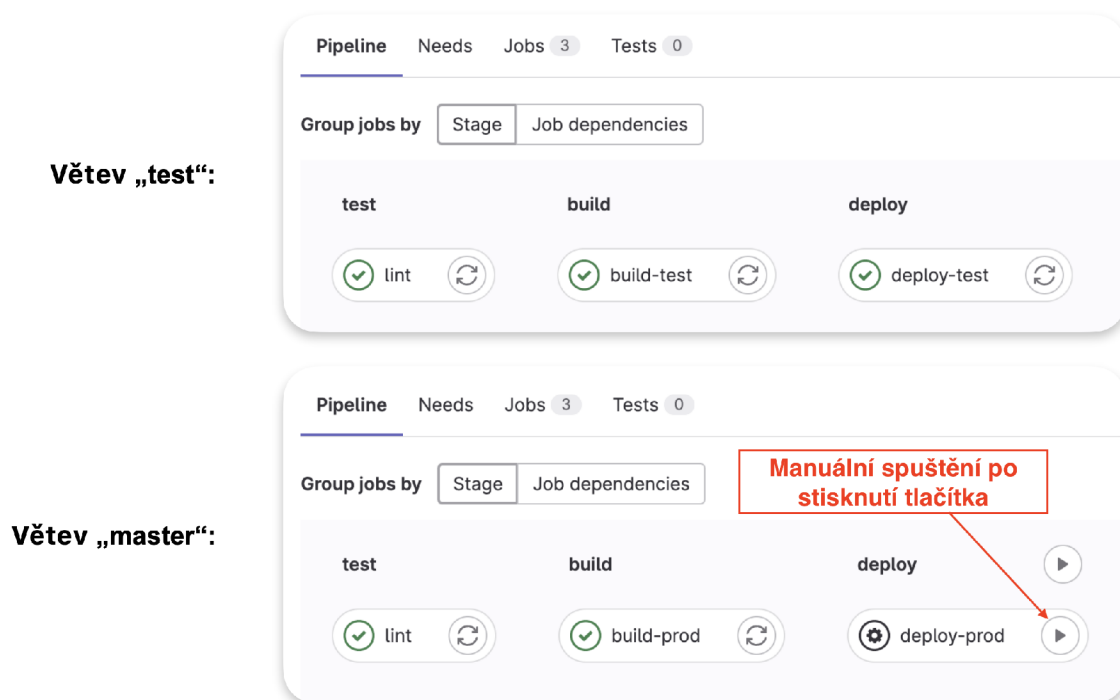 Pipeline Needs Jobs 3 Tests 0
Group jobs by Stage Job dependencies
Větev „test“:
test build deploy
lint build-test deploy-test
Pipeline Needs Jobs 3 Tests 0
Manuální spuštění po
stisknutí tlačítka
Group jobs by Stage Job dependencies
Větev „master“:
test build deploy
lint build-prod deploy-prod